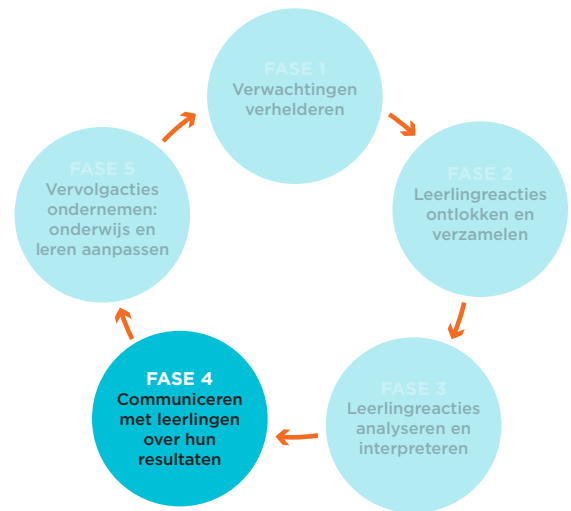 FASE 1
Verwachtingen
verhelderen
FASE 2
Leerlingreacties
ontlokken en
verzamelen
FASE 3
Leerlingreacties
analyseren en
interpreteren
FASE 4
Communiceren
met leerlingen
over hun
resultaten
FASE 5
Vervolgacties
ondernemen:
onderwijs en
leren aanpassen